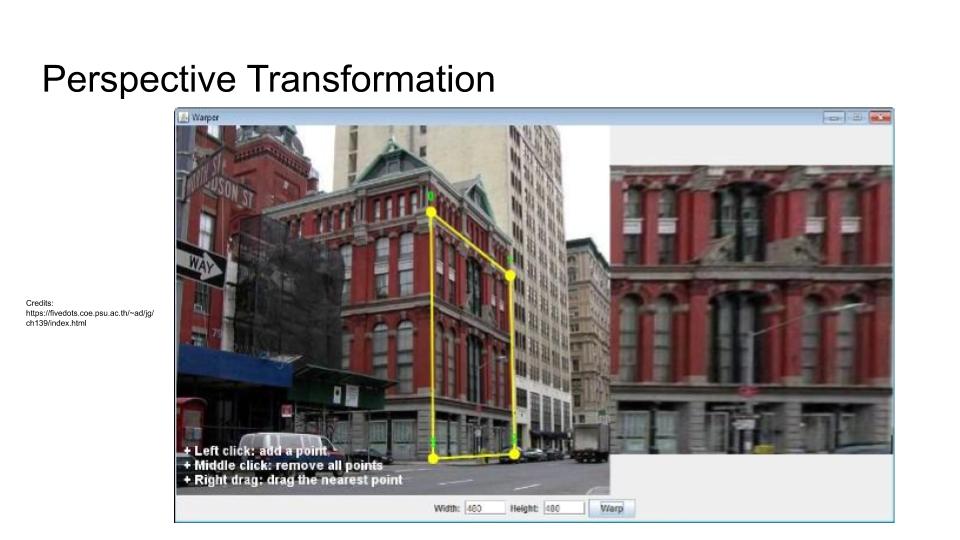 Perspective Transformation
Warper
HUDSON ST
WAY
Credits:
https://fivedots.coe.psu.ac.th/~ad/jg/
ch139/index.html
+ Left click: add a point
+ Middle click: remove all points
+ Right drag: drag the nearest point
Width: 480 Height: 480 Warp